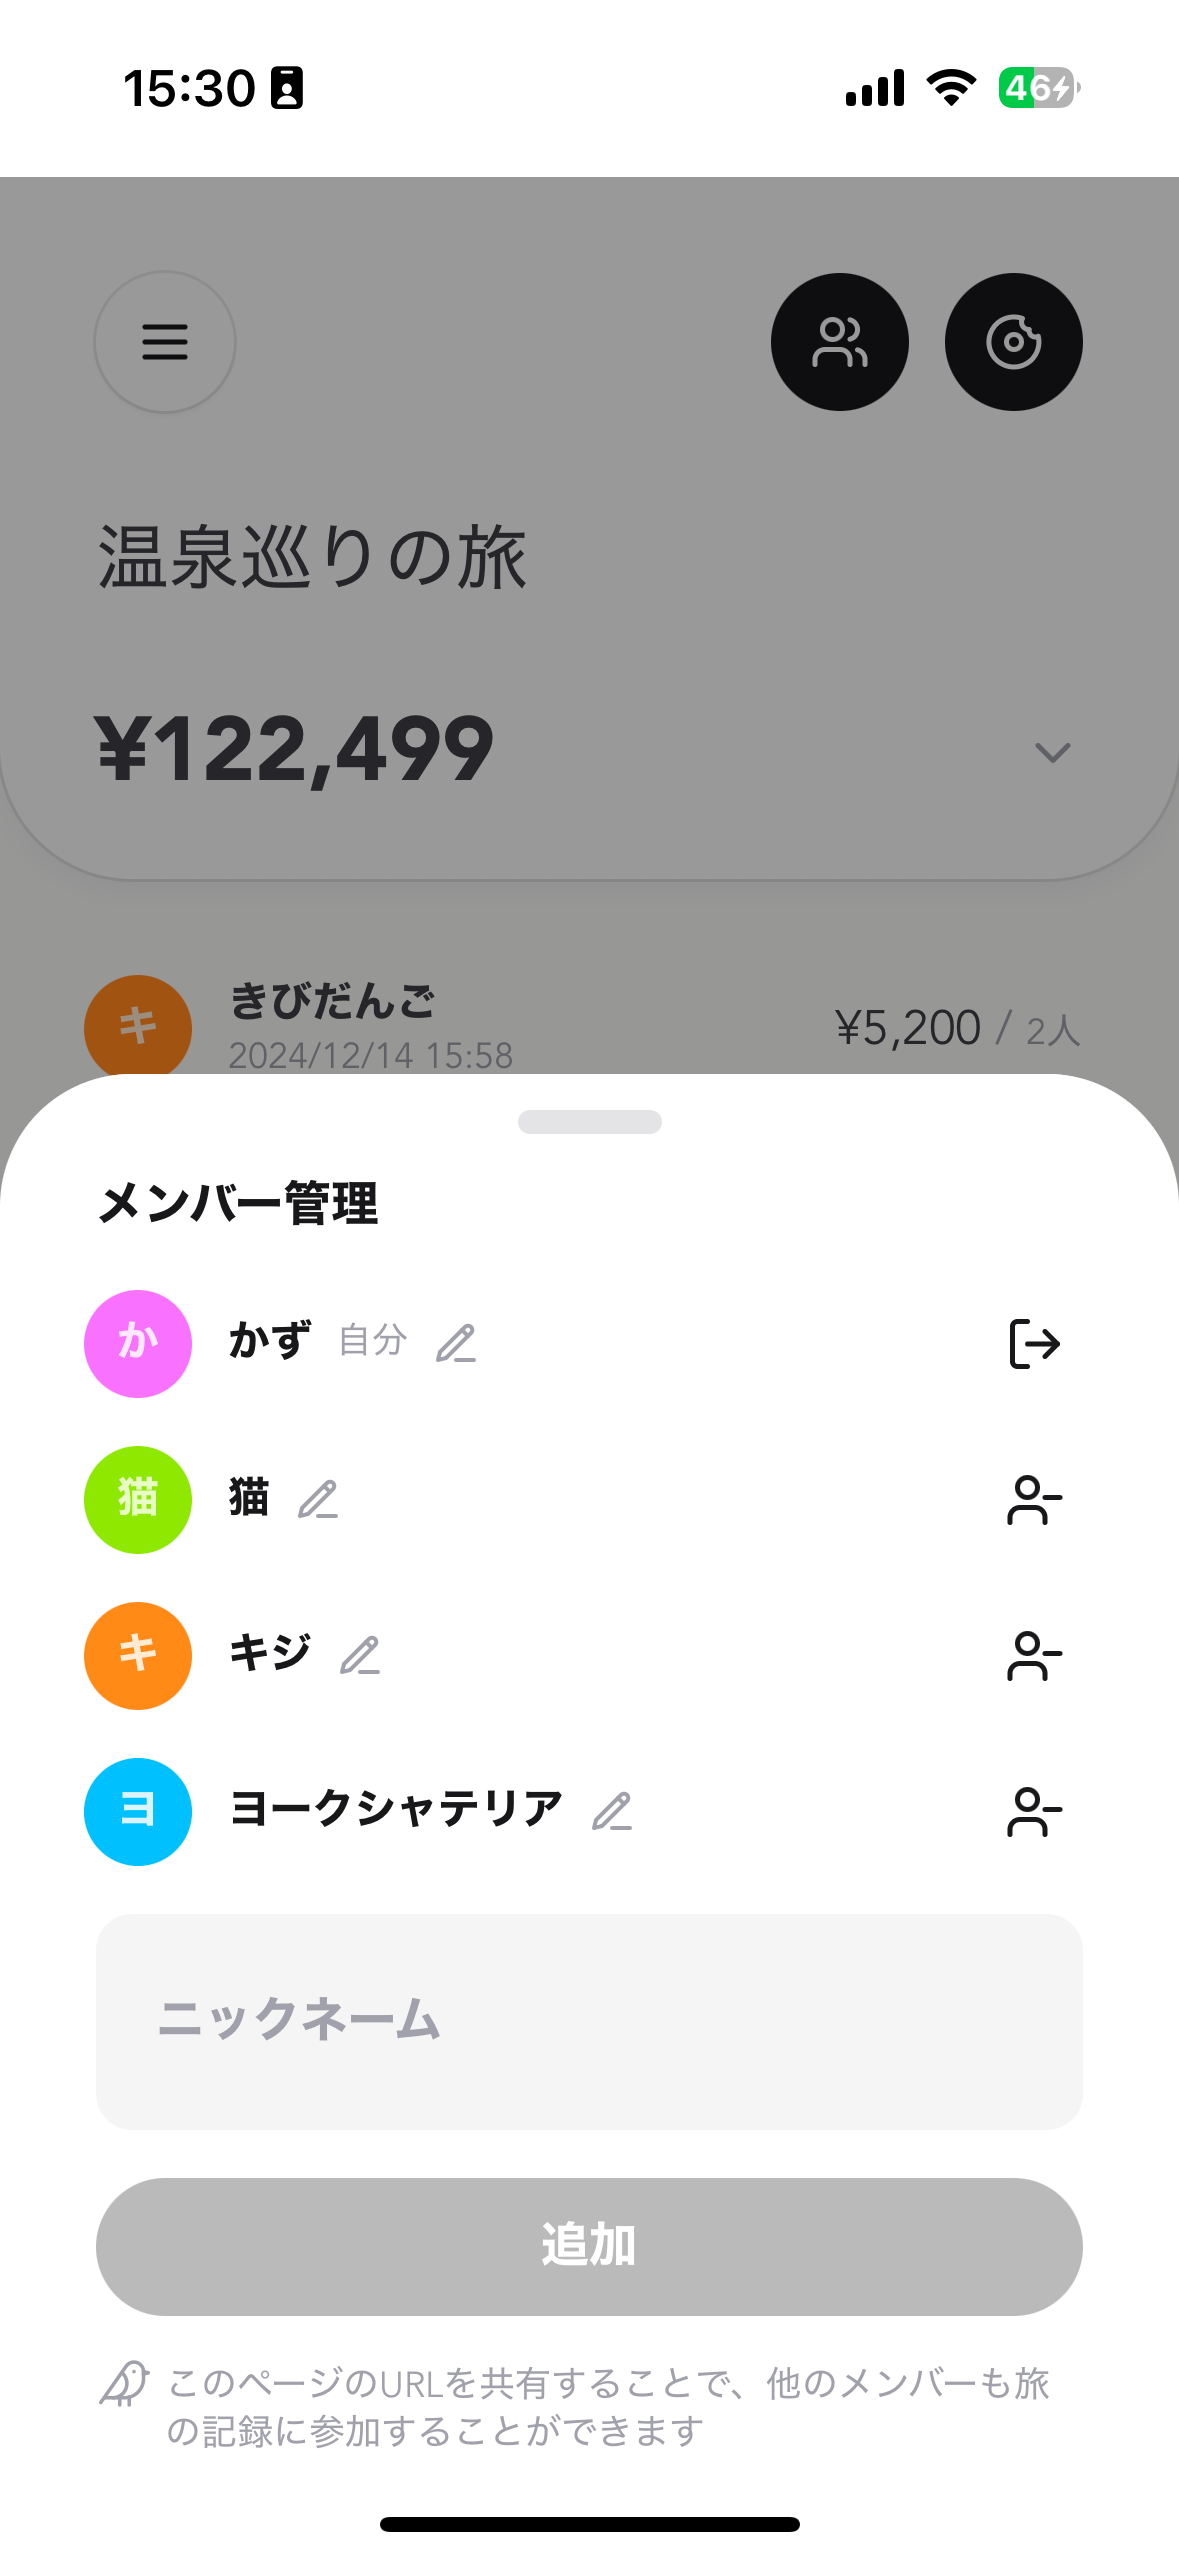 15:30
46
温泉巡りの旅
¥122,499
キ
きびだんご
2024/12/14 15:58
¥5,200 / 2人
メンバー管理
か
かず 自分
猫
猫
キ
キジ
ヨ
ヨークシャテリア
ニックネーム
追加
このページのURLを共有することで、他のメンバーも旅
の記録に参加することができます